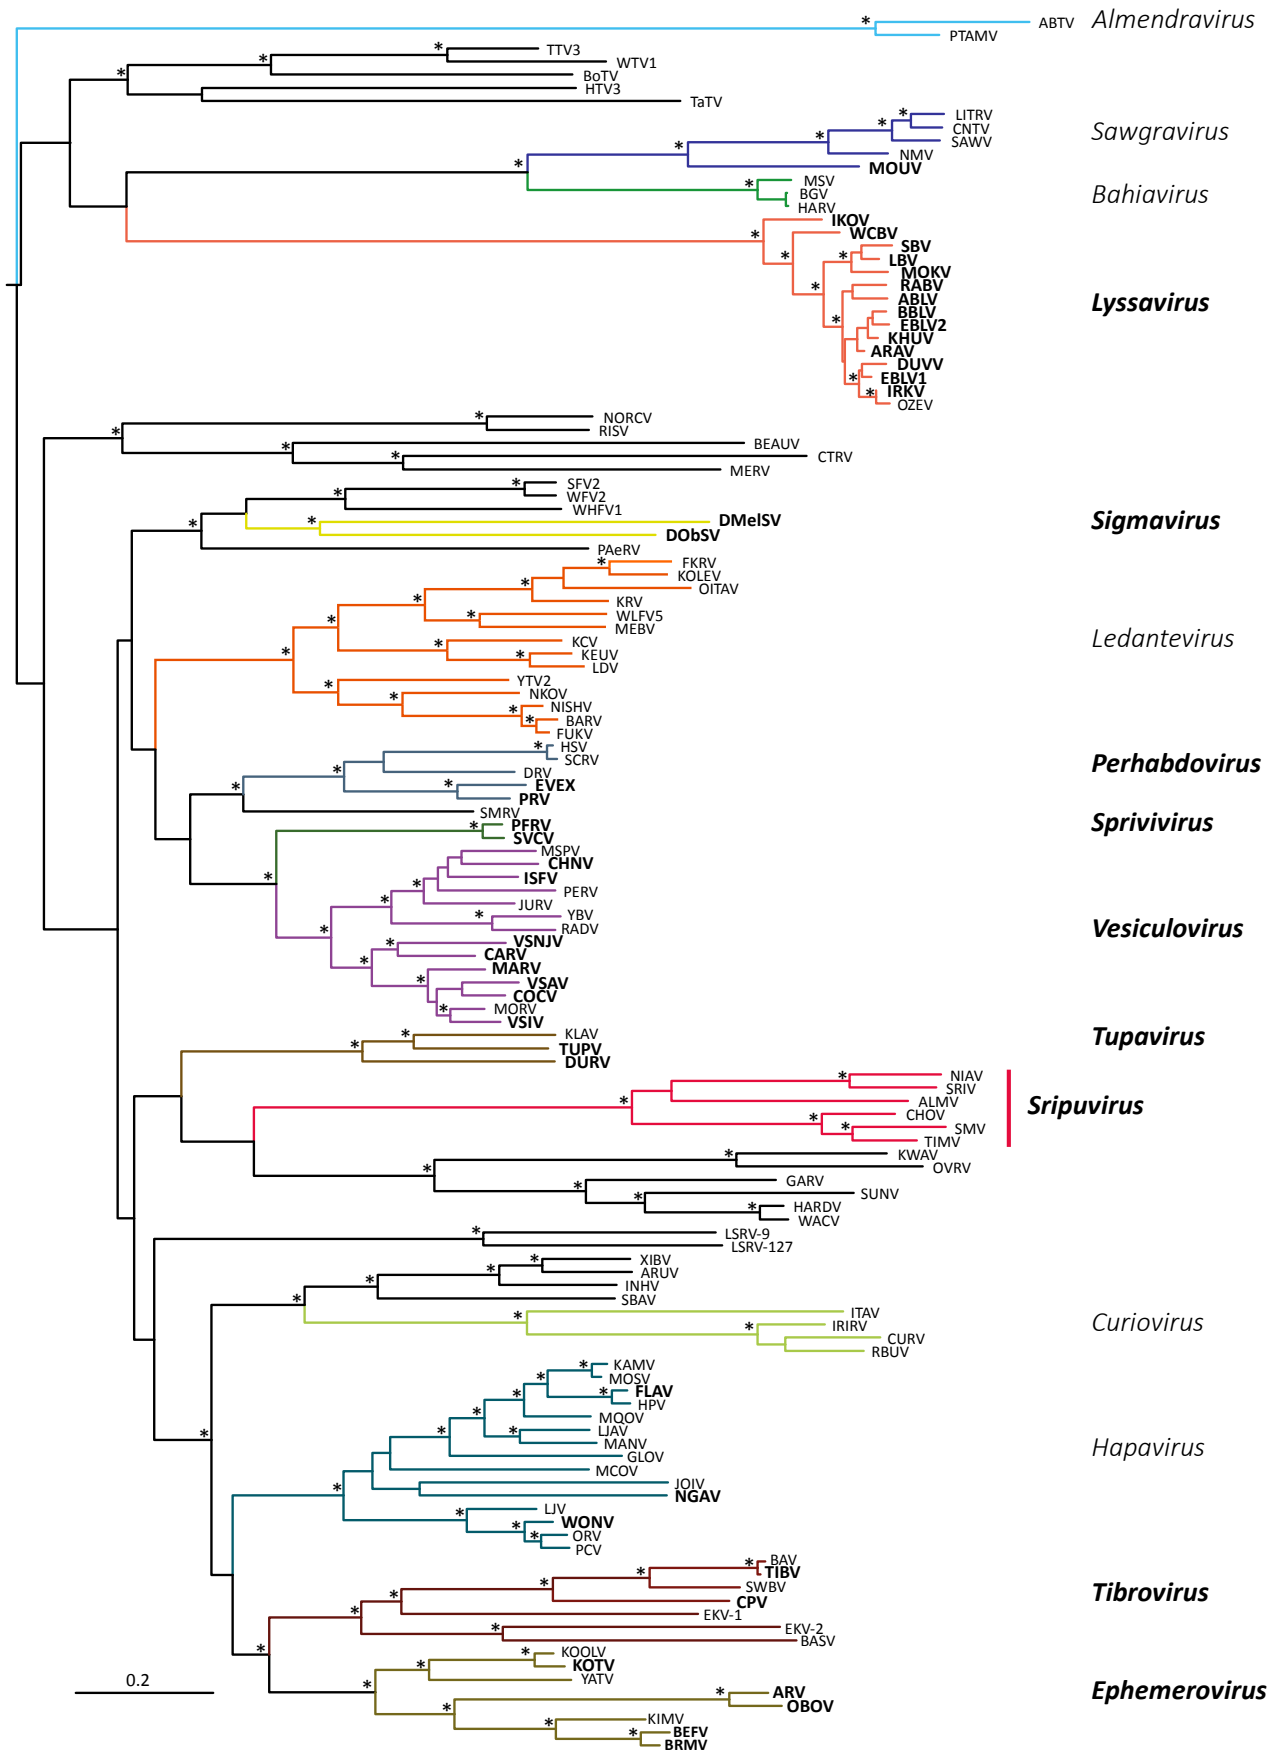 ABTV
Almendravirus
PTAMV
TTV3
WTV1
BoTV
HTV3
TaTV
LITRV
CNTV
Sawgravirus
SAWV
NMV
MOUV
MSV
BGV
Bahiavirus
HARV
IKOV
WCBV
SBV
LBV
MOKV
RABV
ABLV
Lyssavirus
BBLV
EBLV2
KHUV
ARAV
DUVV
EBLV1
IRKV
OZEV
NORCV
RISV
BEAUV
CTRV
MERV
SFV2
WFV2
WHFV1
DMelSV
Sigmavirus
DObSV
PAeRV
FKRV
KOLEV
OITAV
KRV
WLFV5
MEBV
Ledantevirus
KCV
KEUV
LDV
YTV2
NKOV
NISHV
BARV
FUKV
HSV
SCRV
Perhabdovirus
DRV
EVEX
PRV
SMRV
PFRV
Sprivivirus
SVCV
MSPV
CHNV
ISFV
PERV
JURV
YBV
RADV
Vesiculovirus
VSNJV
CARV
MARV
VSAV
COCV
MORV
VSIV
KLAV
Tupavirus
TUPV
DURV
NIAV
SRIV
ALMV
Sripuvirus
CHOV
SMV
TIMV
KWAV
OVRV
GARV
SUNV
HARDV
WACV
LSRV-9
LSRV-127
XIBV
ARUV
INHV
SBAV
ITAV
Curiovirus
IRIRV
CURV
RBUV
KAMV
MOSV
FLAV
HPV
MQOV
LJAV
MANV
Hapavirus
GLOV
MCOV
JOIV
NGAV
LJV
WONV
ORV
PCV
BAV
TIBV
SWBV
Tibrovirus
CPV
EKV-1
EKV-2
BASV
KOOLV
KOTV
YATV
0.2
ARV
Ephemerovirus
OBOV
KIMV
BEFV
BRMV